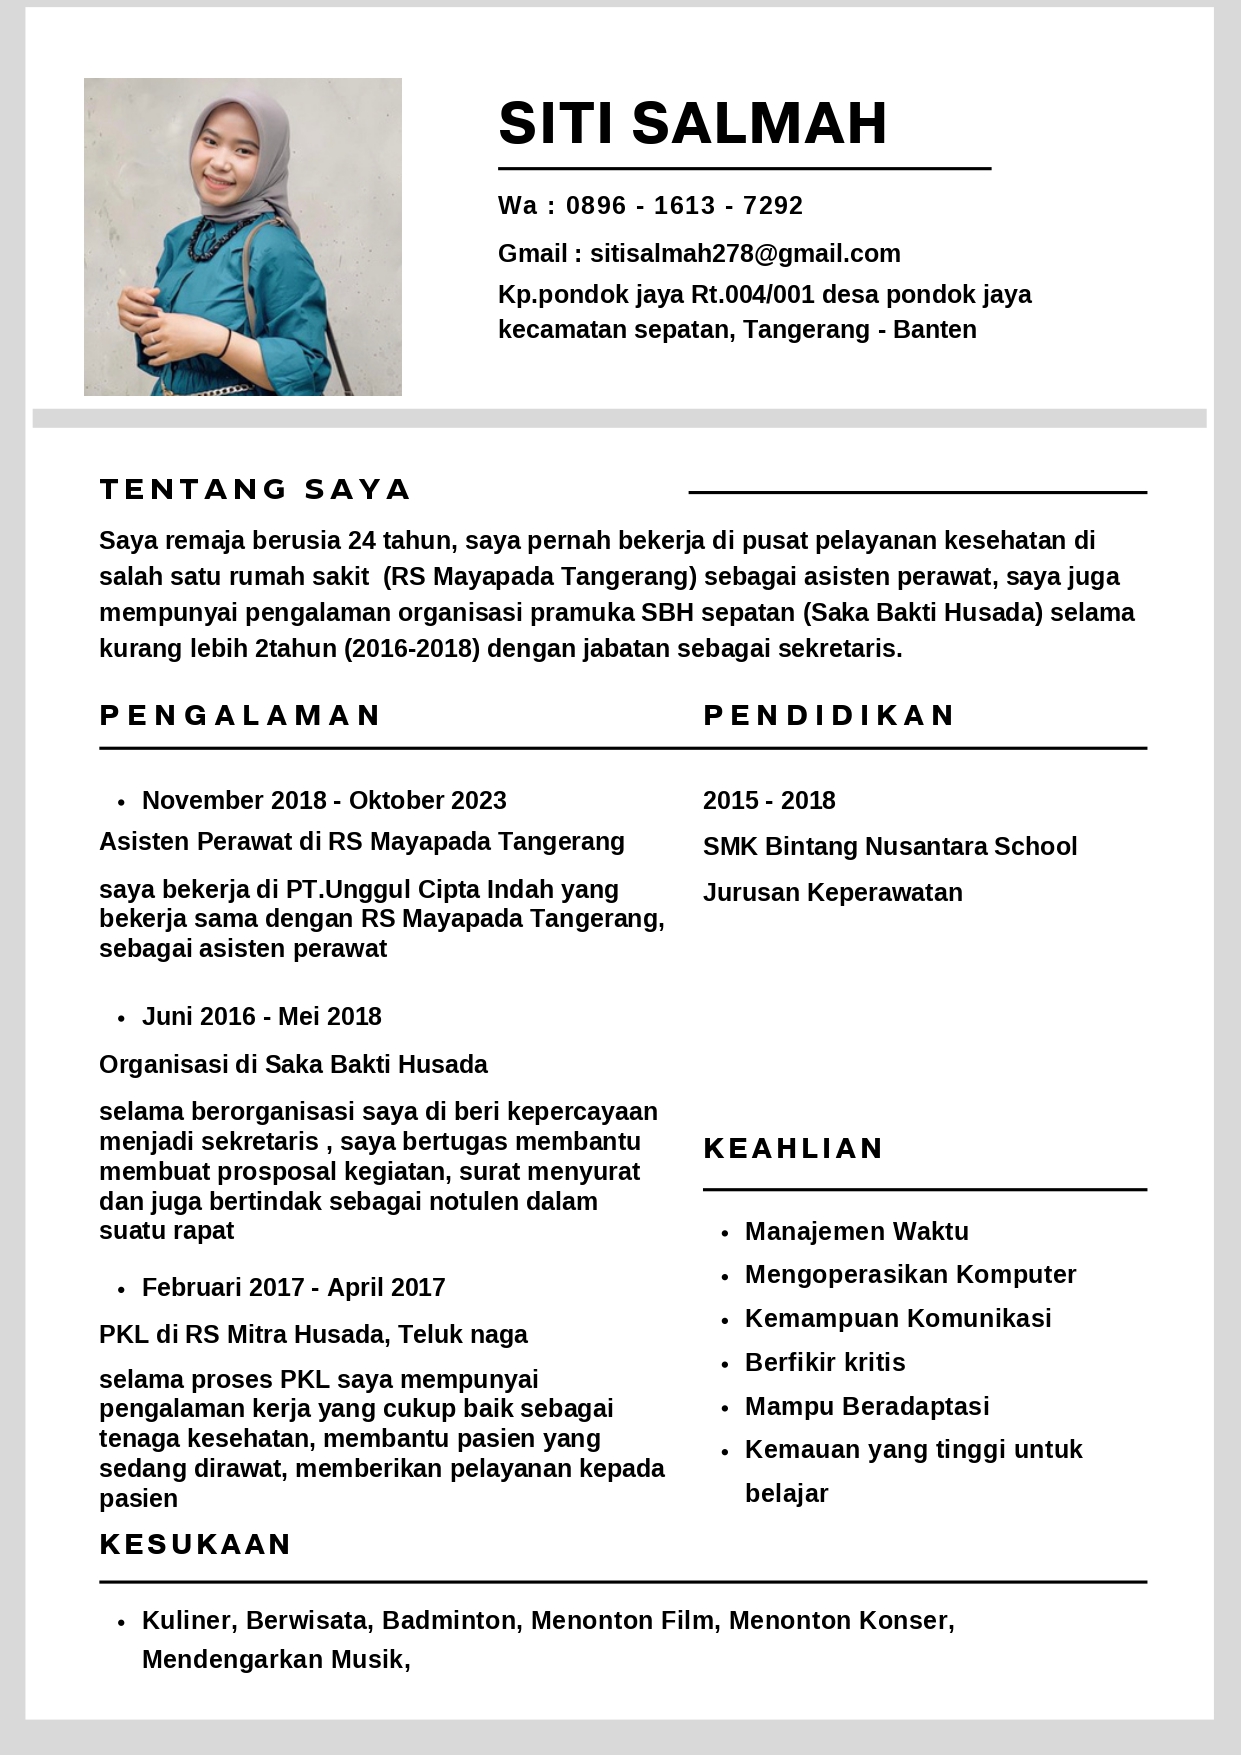 SITI SALMAH
Wa : 0896 - 1613 - 7292
Gmail : sitisalmah278@gmail.com
Kp.pondok jaya Rt.004/001 desa pondok jaya
kecamatan sepatan, Tangerang - Banten
TENTANG SAYA
Saya remaja berusia 24 tahun, saya pernah bekerja di pusat pelayanan kesehatan di
salah satu rumah sakit  (RS Mayapada Tangerang) sebagai asisten perawat, saya juga
mempunyai pengalaman organisasi pramuka SBH sepatan (Saka Bakti Husada) selama
kurang lebih 2tahun (2016-2018) dengan jabatan sebagai sekretaris.
PENGALAMAN
• November 2018 - Oktober 2023
Asisten Perawat di RS Mayapada Tangerang
saya bekerja di PT.Unggul Cipta Indah yang
bekerja sama dengan RS Mayapada Tangerang,
sebagai asisten perawat
• Juni 2016 - Mei 2018
Organisasi di Saka Bakti Husada
selama berorganisasi saya di beri kepercayaan
menjadi sekretaris , saya bertugas membantu
membuat prosposal kegiatan, surat menyurat
dan juga bertindak sebagai notulen dalam
suatu rapat
• Februari 2017 - April 2017
PKL di RS Mitra Husada, Teluk naga
selama proses PKL saya mempunyai
pengalaman kerja yang cukup baik sebagai
tenaga kesehatan, membantu pasien yang
sedang dirawat, memberikan pelayanan kepada
pasien
PENDIDIKAN
2015 - 2018
SMK Bintang Nusantara School
Jurusan Keperawatan
KEAHLIAN
• Manajemen Waktu
• Mengoperasikan Komputer
• Kemampuan Komunikasi
• Berfikir kritis
• Mampu Beradaptasi
• Kemauan yang tinggi untuk
belajar
KESUKAAN
• Kuliner, Berwisata, Badminton, Menonton Film, Menonton Konser,
Mendengarkan Musik,